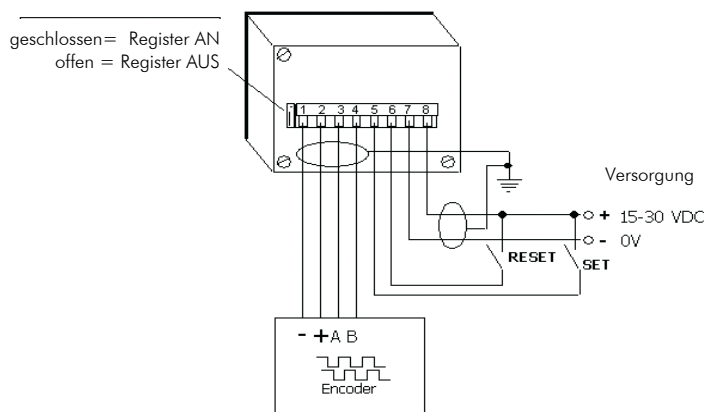 geschlossen= Register AN
offen = Register AUS
1 2 3 4 5 6 7 8
Versorgung
+ 15-30 VDC
- 0V
RESET
SET
- + A B
Encoder